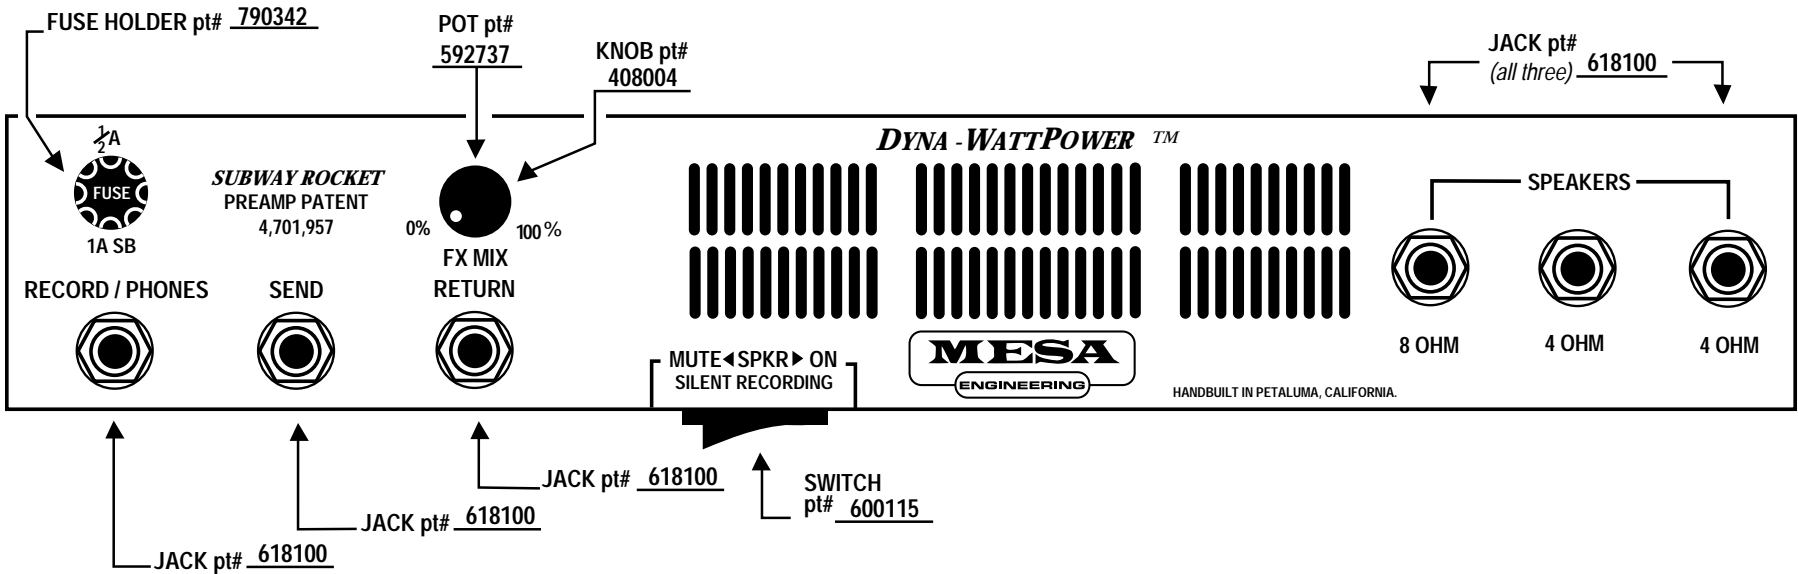 FUSE HOLDER pt# 790342
POT pt#
592737
KNOB pt#
408004
JACK pt#
(all three) 618100
1/2A
FUSE
1A SB
SUBWAY ROCKET
PREAMP PATENT
4,701,957
0%
100%
FX MIX
DYNA-WATTPOWER TM
SPEAKERS
RECORD / PHONES
SEND
RETURN
8 OHM
4 OHM
4 OHM
MUTE◀SPKR▶ON
SILENT RECORDING
MESA
ENGINEERING
HANDBUILT IN PETALUMA, CALIFORNIA.
JACK pt# 618100
SWITCH
pt# 600115
JACK pt# 618100
JACK pt# 618100